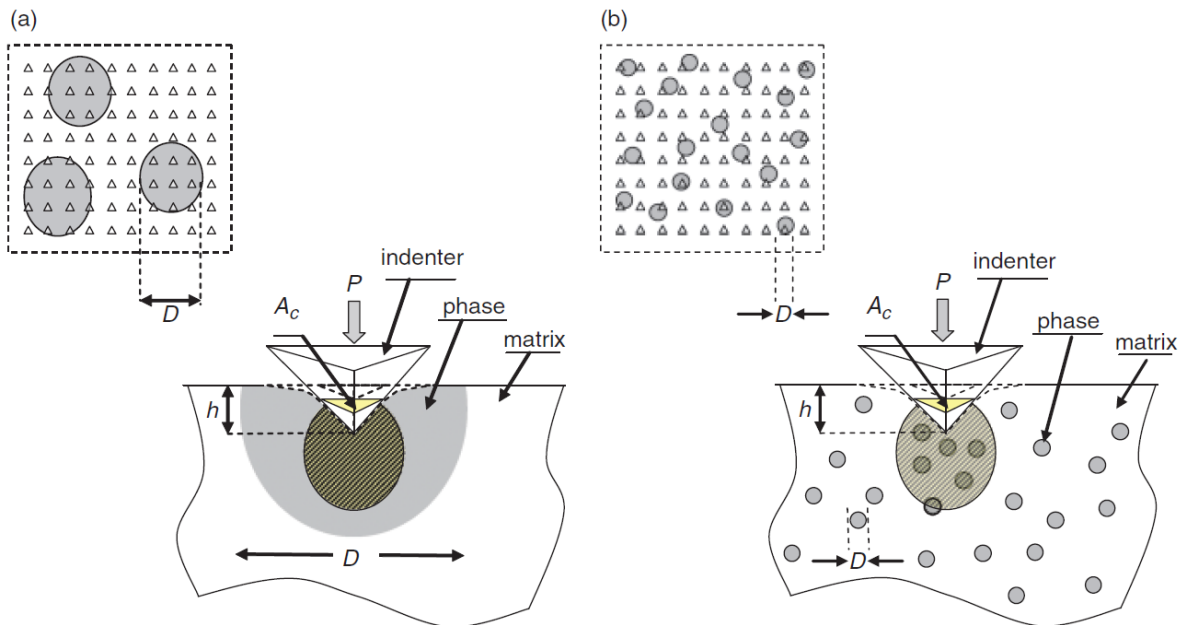 (a)
D
P
indenter
A_c
phase
matrix
h
D
(b)
D
P
indenter
A_c
phase
matrix
h
D